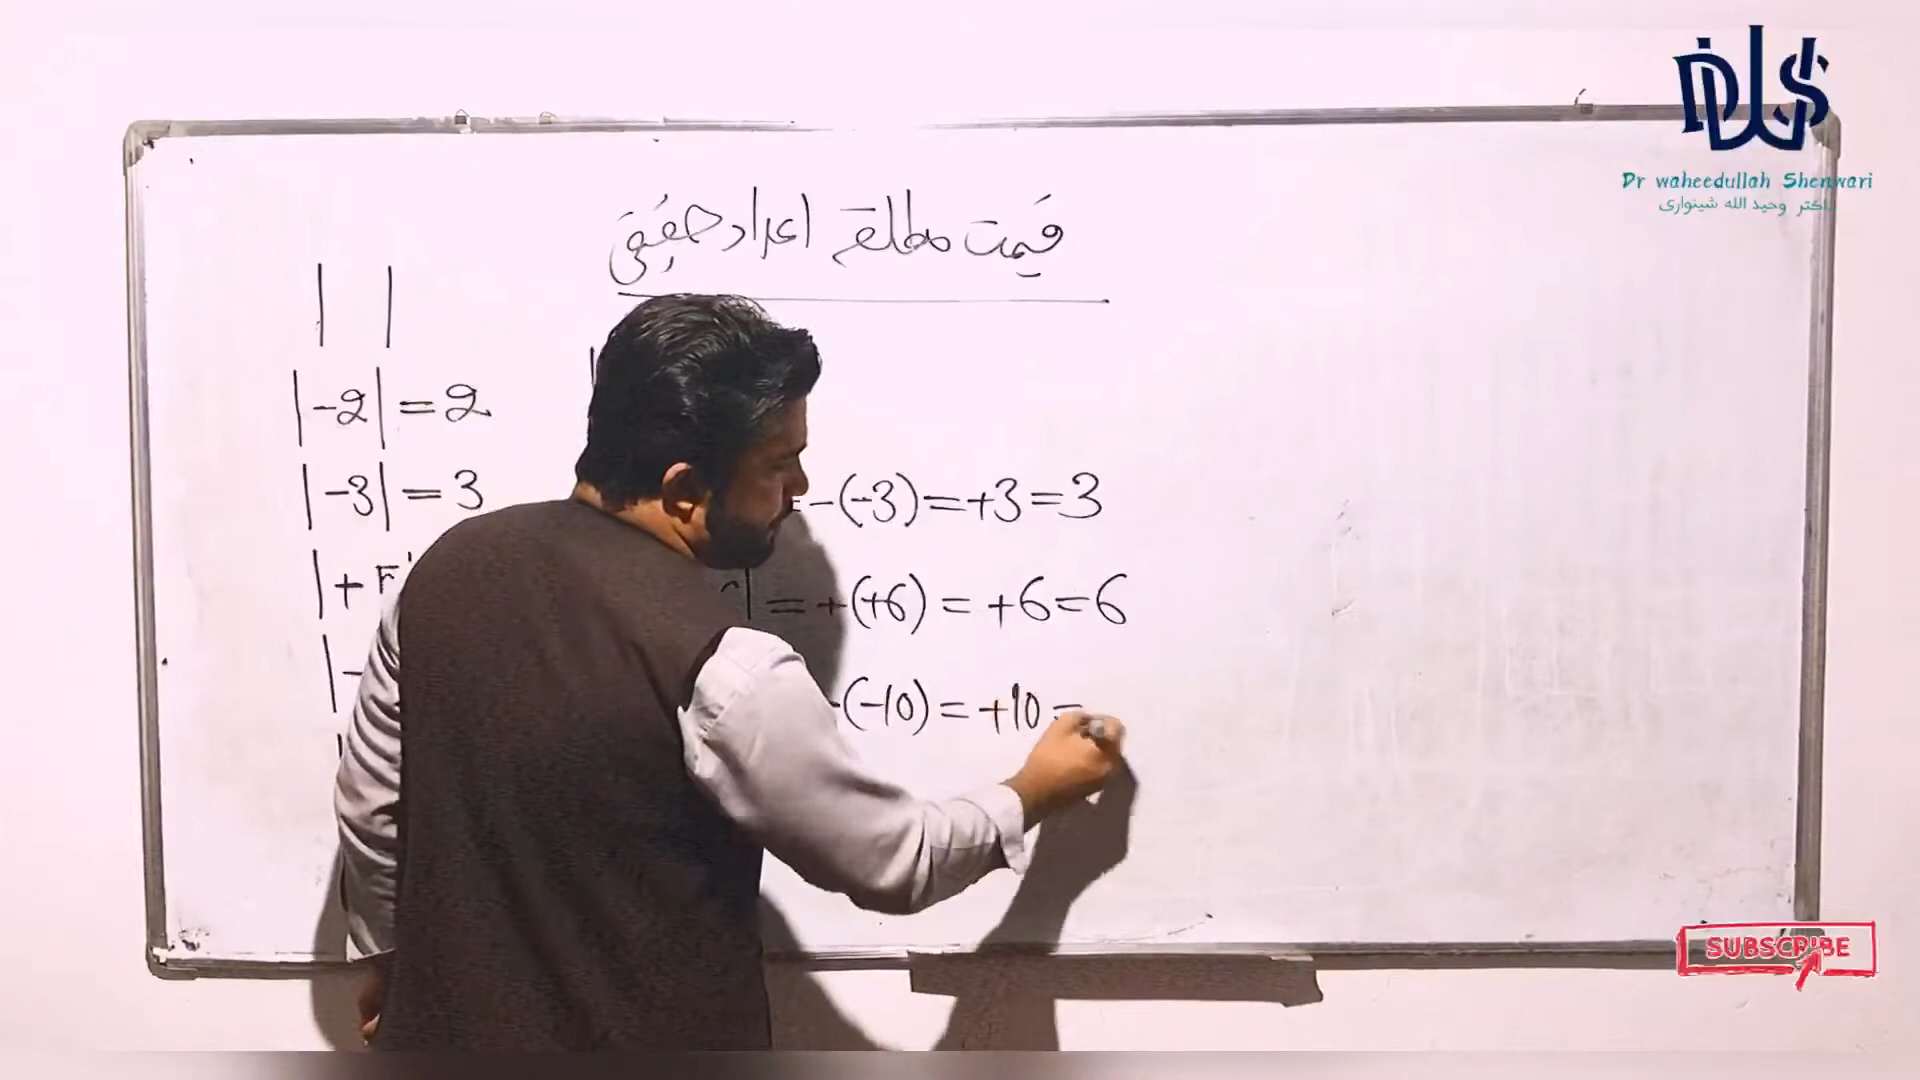 قیمت مطلقه اعداد حقیقی
| |
|-2| = 2
|-3| = 3
|+
|-
= -(-3) = +3 = 3
| = +(+6) = +6 = 6
-(-10) = +10 =
DWS
Dr waheedullah Shenwari
داکتر وحید الله شینواری
SUBSCRIBE